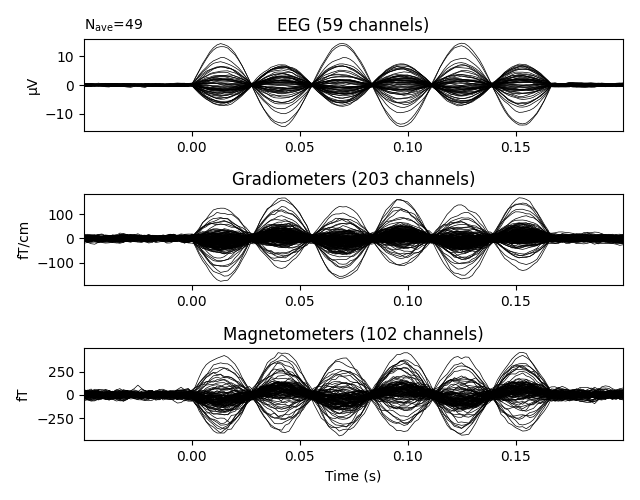 N_ave=49
EEG (59 channels)
10
0
−10
µV
0.00 0.05 0.10 0.15
Gradiometers (203 channels)
100
0
−100
fT/cm
0.00 0.05 0.10 0.15
Magnetometers (102 channels)
250
0
−250
fT
0.00 0.05 0.10 0.15
Time (s)